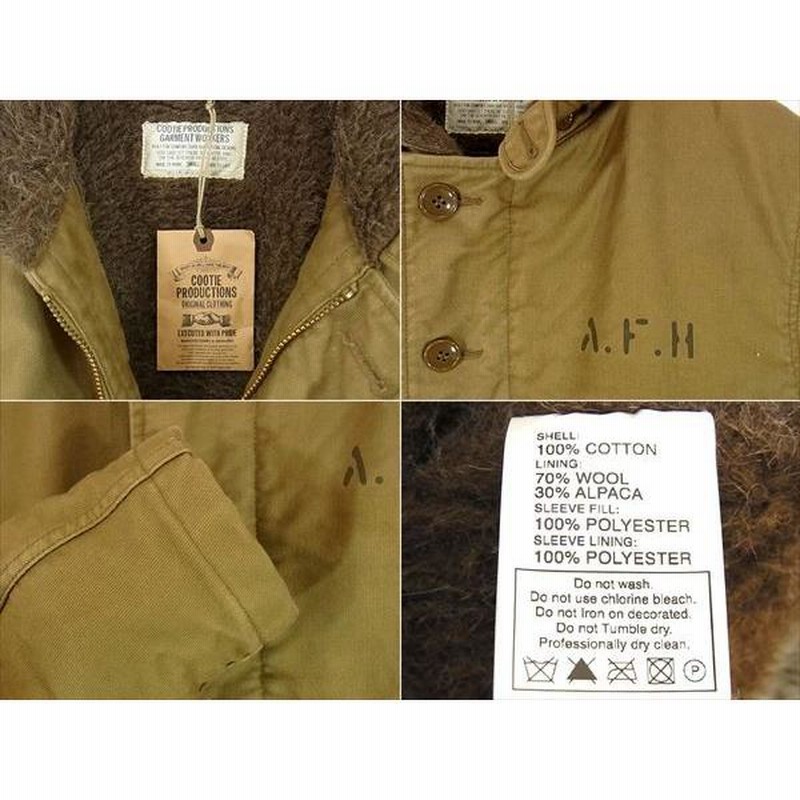 COOTIE PRODUCTIONS
GARMENT WORKERS
COOTIE
PRODUCTIONS
ORIGINAL CLOTHING
EXECUTED WITH PRIDE
A.F.H
A.
SHELL:
100% COTTON
LINING:
70% WOOL
30% ALPACA
SLEEVE FILL:
100% POLYESTER
SLEEVE LINING:
100% POLYESTER
Do not wash.
Do not use chlorine bleach.
Do not Iron on decorated.
Do not Tumble dry.
Professionally dry clean.
P